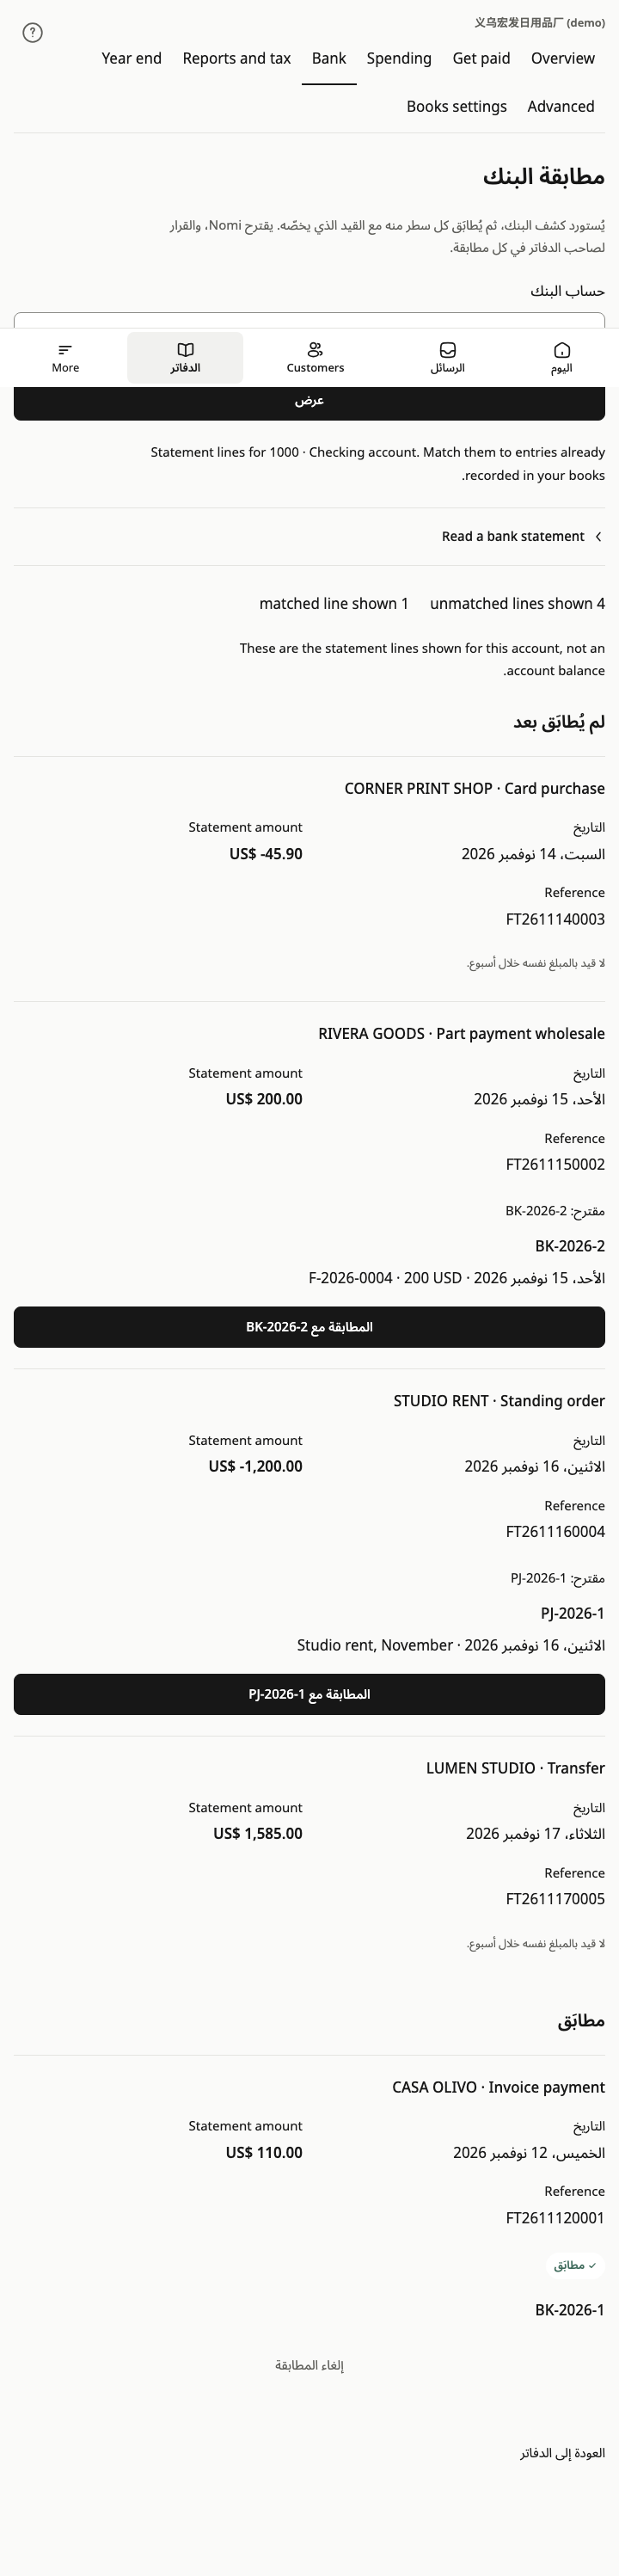 义乌宏发日用品厂 (demo)
Overview
Get paid
Spending
Bank
Reports and tax
Year end
Advanced
Books settings
مطابقة البنك
يُستورد كشف البنك، ثم يُطابَق كل سطر منه مع القيد الذي يخصّه. يقترح Nomi، والقرار
لصاحب الدفاتر في كل مطابقة.
حساب البنك
اليوم
الرسائل
Customers
الدفاتر
More
عرض
Statement lines for 1000 · Checking account. Match them to entries already
recorded in your books.
Read a bank statement
4 unmatched lines shown
1 matched line shown
These are the statement lines shown for this account, not an
account balance.
لم يُطابَق بعد
CORNER PRINT SHOP · Card purchase
التاريخ
Statement amount
السبت، 14 نوفمبر 2026
US$ -45.90
Reference
FT2611140003
لا قيد بالمبلغ نفسه خلال أسبوع.
RIVERA GOODS · Part payment wholesale
التاريخ
Statement amount
الأحد، 15 نوفمبر 2026
US$ 200.00
Reference
FT2611150002
مقترح: BK-2026-2
BK-2026-2
الأحد، 15 نوفمبر 2026 · F-2026-0004 · 200 USD
المطابقة مع BK-2026-2
STUDIO RENT · Standing order
التاريخ
Statement amount
الاثنين، 16 نوفمبر 2026
US$ -1,200.00
Reference
FT2611160004
مقترح: PJ-2026-1
PJ-2026-1
الاثنين، 16 نوفمبر 2026 · Studio rent, November
المطابقة مع PJ-2026-1
LUMEN STUDIO · Transfer
التاريخ
Statement amount
الثلاثاء، 17 نوفمبر 2026
US$ 1,585.00
Reference
FT2611170005
لا قيد بالمبلغ نفسه خلال أسبوع.
مطابَق
CASA OLIVO · Invoice payment
التاريخ
Statement amount
الخميس، 12 نوفمبر 2026
US$ 110.00
Reference
FT2611120001
مطابَق
BK-2026-1
إلغاء المطابقة
العودة إلى الدفاتر